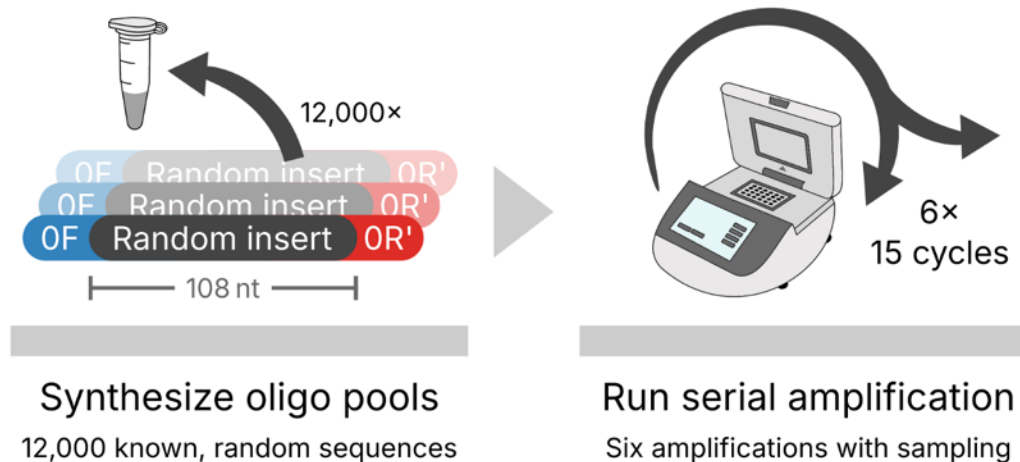 12,000×
0F Random insert 0R'
0F Random insert 0R'
0F Random insert 0R'
108 nt
Synthesize oligo pools
12,000 known, random sequences
6×
15 cycles
Run serial amplification
Six amplifications with sampling